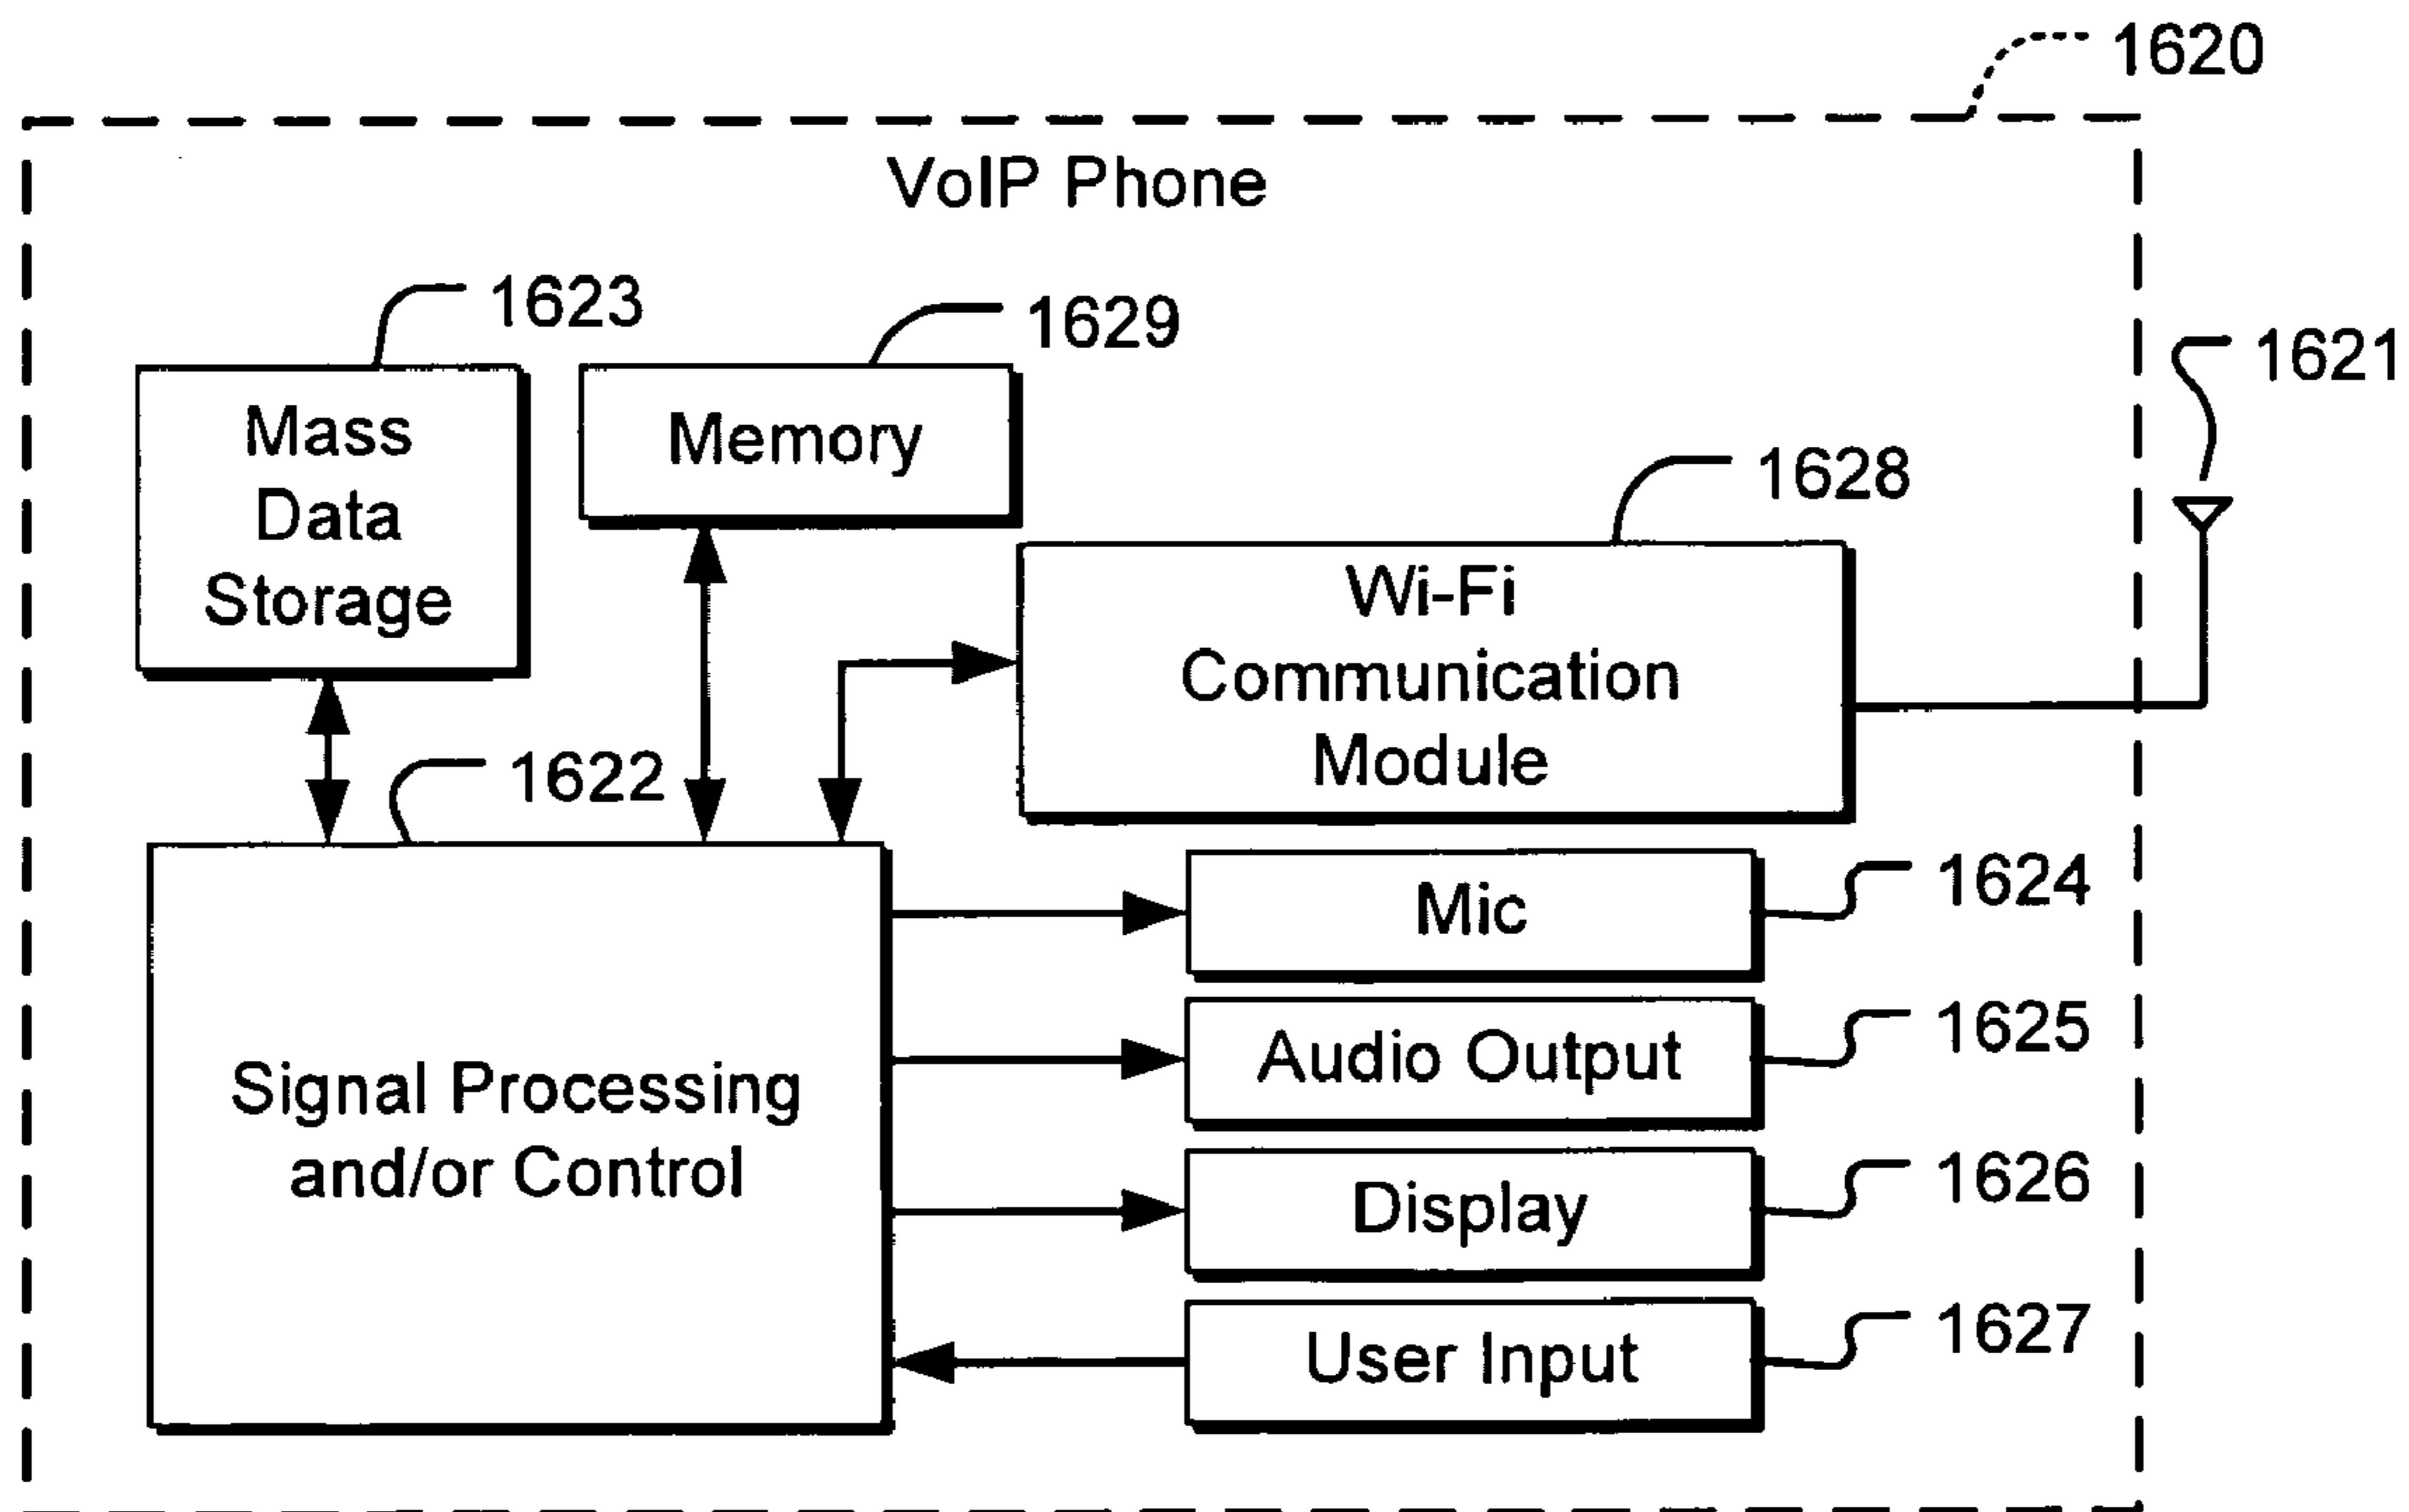 1620
VoIP Phone
1623
1629
1621
Mass
Data
Storage
Memory
1628
Wi-Fi
Communication
Module
1622
Signal Processing
and/or Control
Mic
1624
Audio Output
1625
Display
1626
User Input
1627